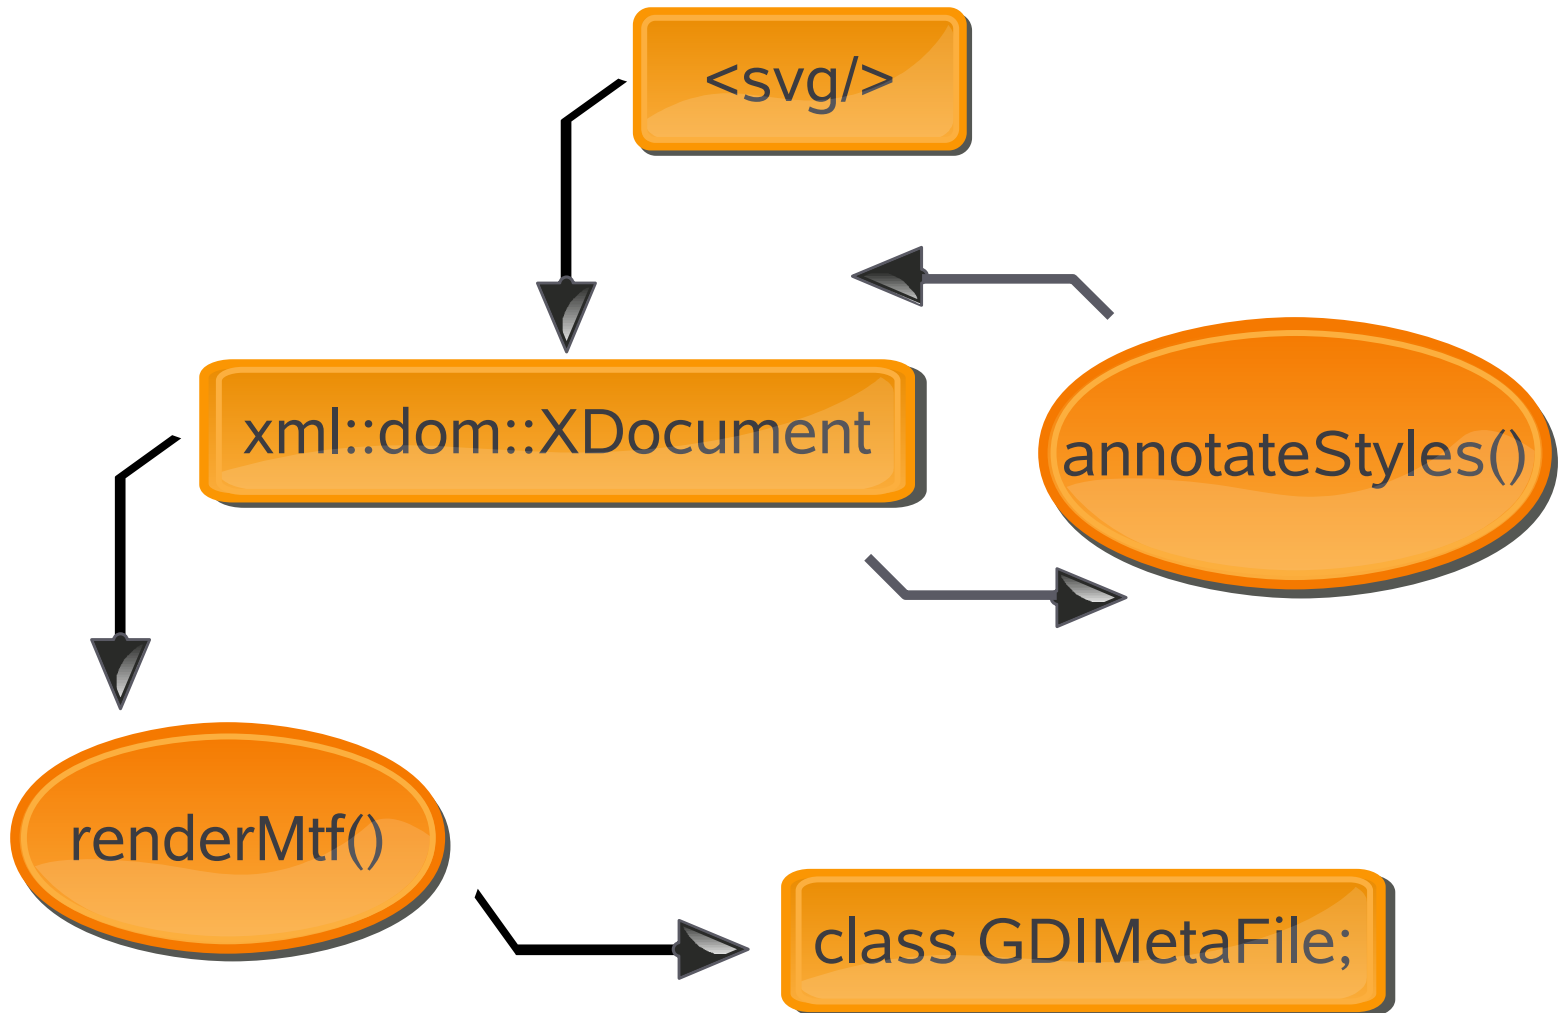 <svg/>
xml::dom::XDocument
annotateStyles()
renderMtf()
class GDIMetaFile;